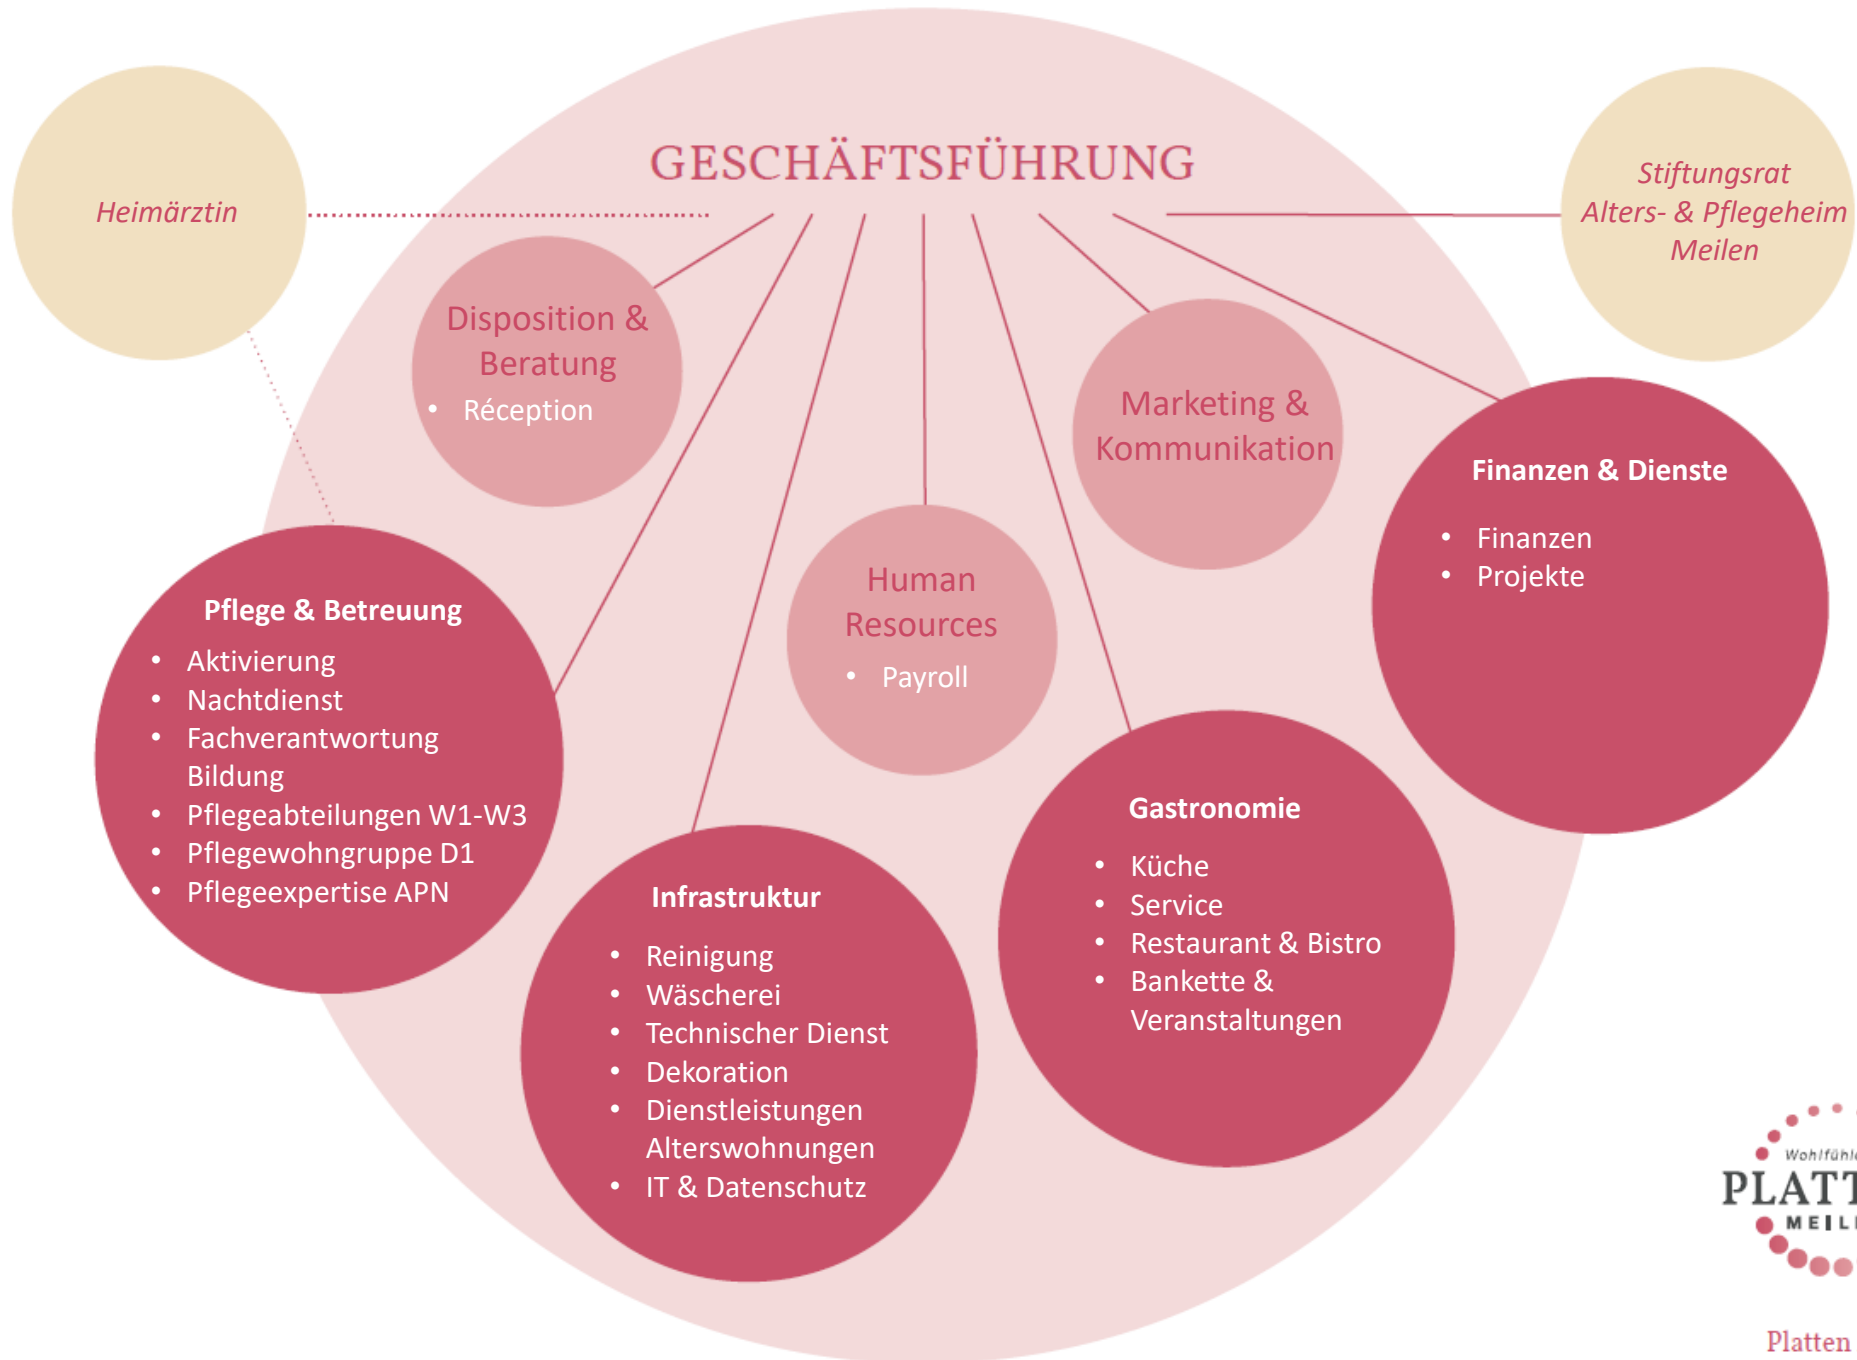 GESCHÄFTSFÜHRUNG
Heimärztin
Stiftungsrat
Alters- & Pflegeheim
Meilen
Disposition &
Beratung
• Réception
Marketing &
Kommunikation
Human
Resources
• Payroll
Finanzen & Dienste
• Finanzen
• Projekte
Pflege & Betreuung
• Aktivierung
• Nachtdienst
• Fachverantwortung
Bildung
• Pflegeabteilungen W1-W3
• Pflegewohngruppe D1
• Pflegeexpertise APN
Infrastruktur
• Reinigung
• Wäscherei
• Technischer Dienst
• Dekoration
• Dienstleistungen
Alterswohnungen
• IT & Datenschutz
Gastronomie
• Küche
• Service
• Restaurant & Bistro
• Bankette &
Veranstaltungen
Platten